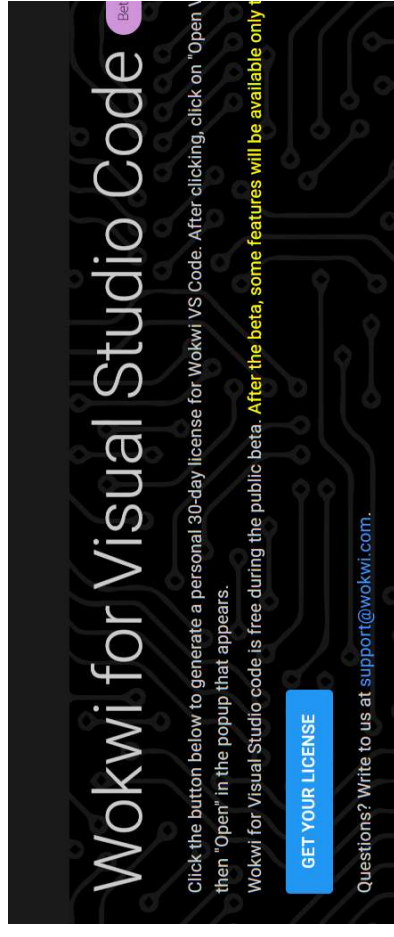 Wokwi for Visual Studio Code Bet
Click the button below to generate a personal 30-day license for Wokwi VS Code. After clicking, click on "Open V
then "Open" in the popup that appears.
Wokwi for Visual Studio code is free during the public beta. After the beta, some features will be available only t
GET YOUR LICENSE
Questions? Write to us at support@wokwi.com.